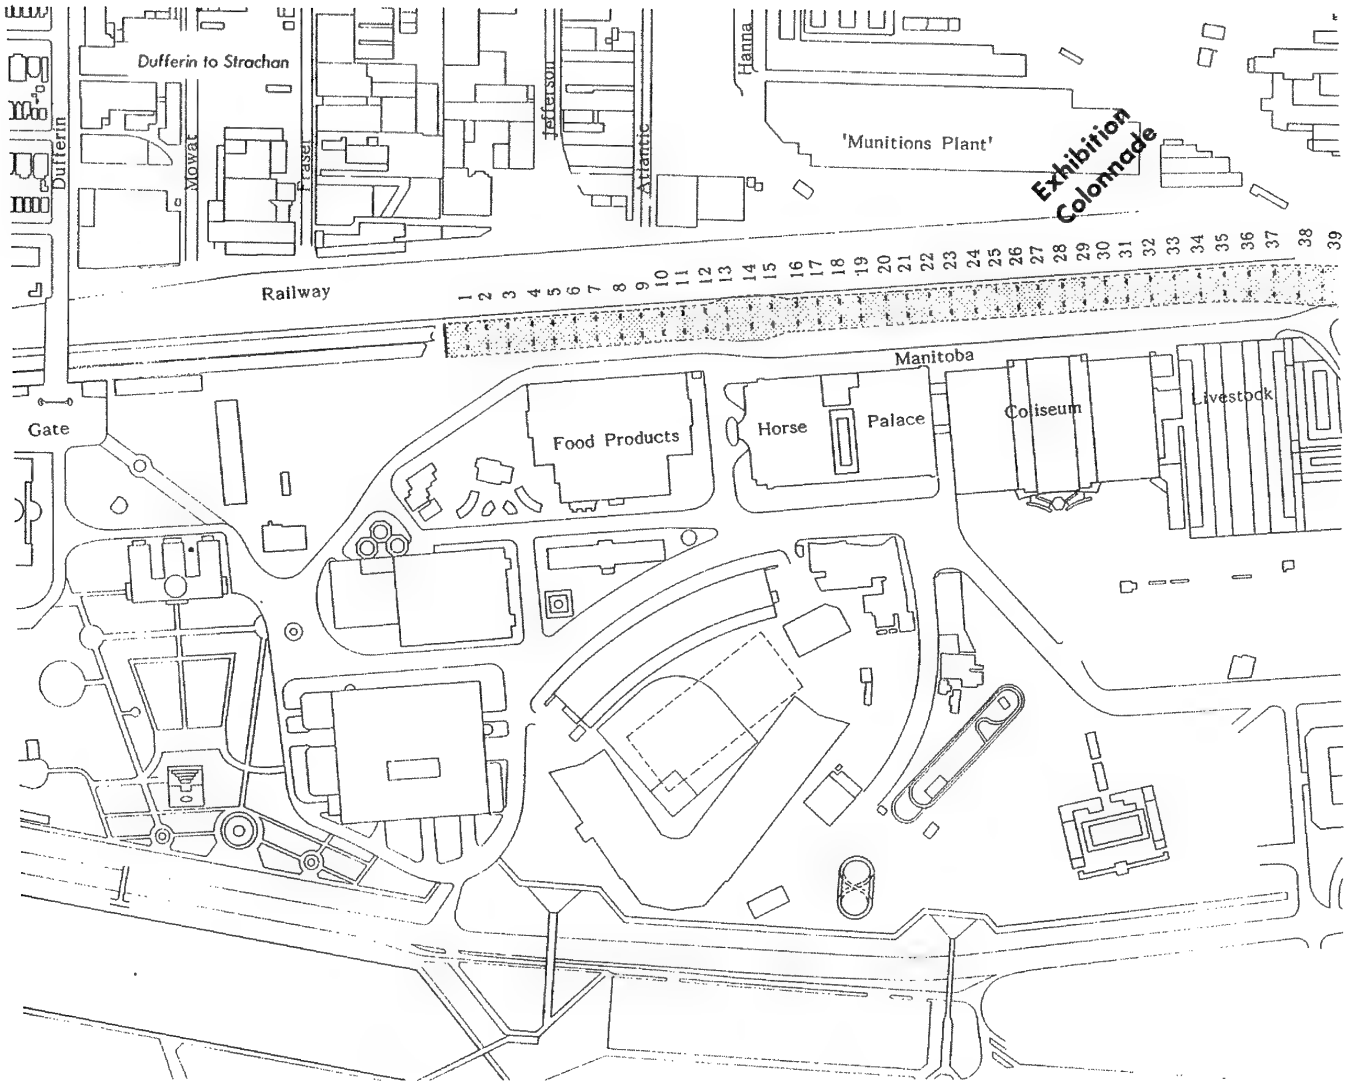 Hanna
Dufferin to Strachan
Jefferson
Dufferin
Mowat
Fraser
Atlantic
'Munitions Plant'
Exhibition
Colonnade
Railway
1 2 3 4 5 6 7 8 9 10 11 12 13 14 15 16 17 18 19 20 21 22 23 24 25 26 27 28 29 30 31 32 33 34 35 36 37 38 39
Manitoba
Gate
Food Products
Horse
Palace
Coliseum
Livestock